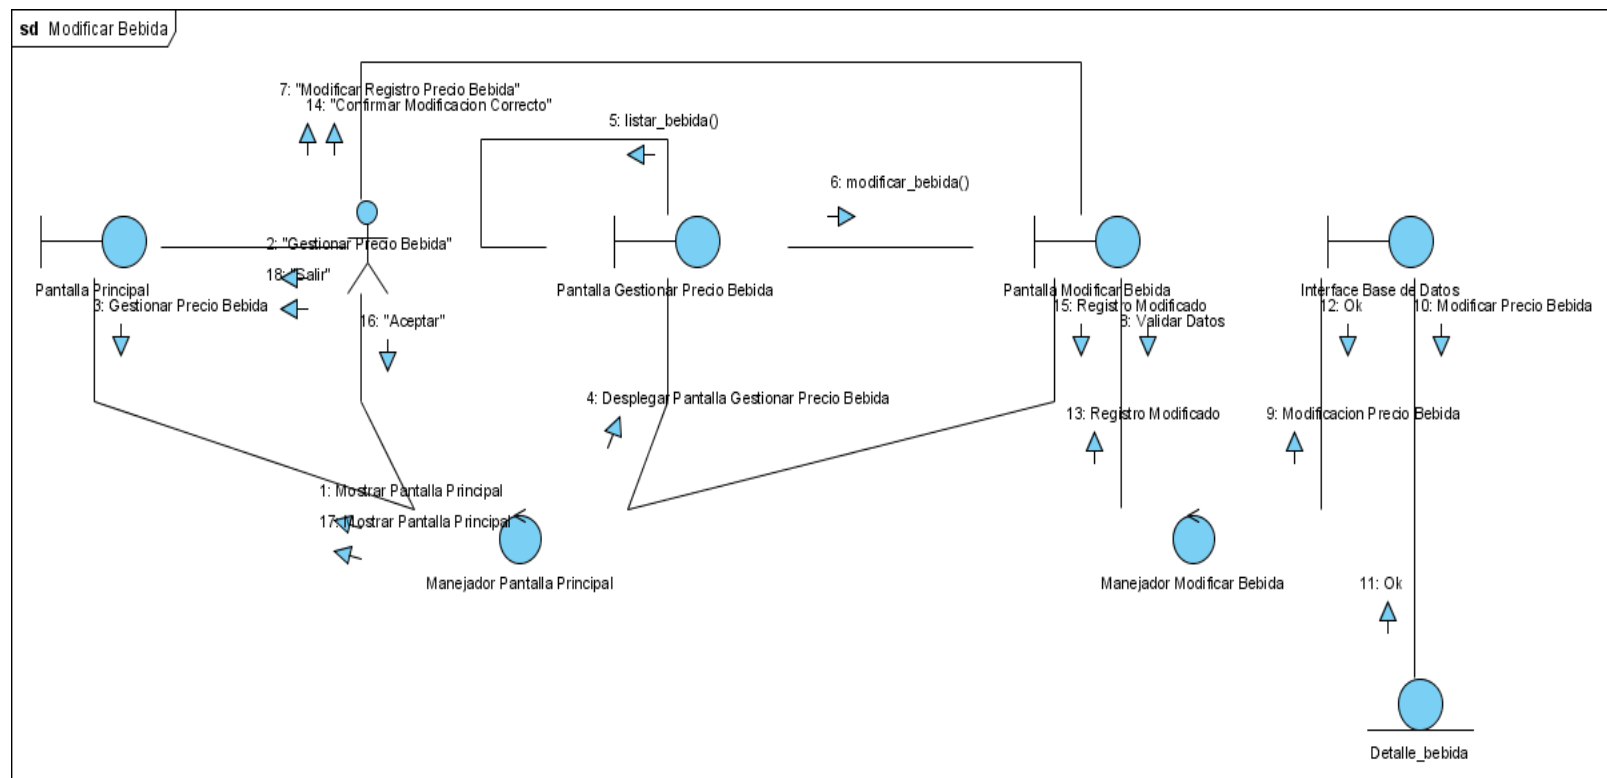 sd Modificar Bebida
7: "Modificar Registro Precio Bebida"
14: "Confirmar Modificacion Correcto"
5: listar_bebida()
6: modificar_bebida()
2: "Gestionar Precio Bebida"
18: "Salir"
Pantalla Principal
Pantalla Gestionar Precio Bebida
Pantalla Modificar Bebida
Interface Base de Datos
3: Gestionar Precio Bebida
15: Registro Modificado
12: Ok
10: Modificar Precio Bebida
16: "Aceptar"
8: Validar Datos
4: Desplegar Pantalla Gestionar Precio Bebida
13: Registro Modificado
9: Modificacion Precio Bebida
1: Mostrar Pantalla Principal
17: Mostrar Pantalla Principal
Manejador Pantalla Principal
Manejador Modificar Bebida
11: Ok
Detalle_bebida